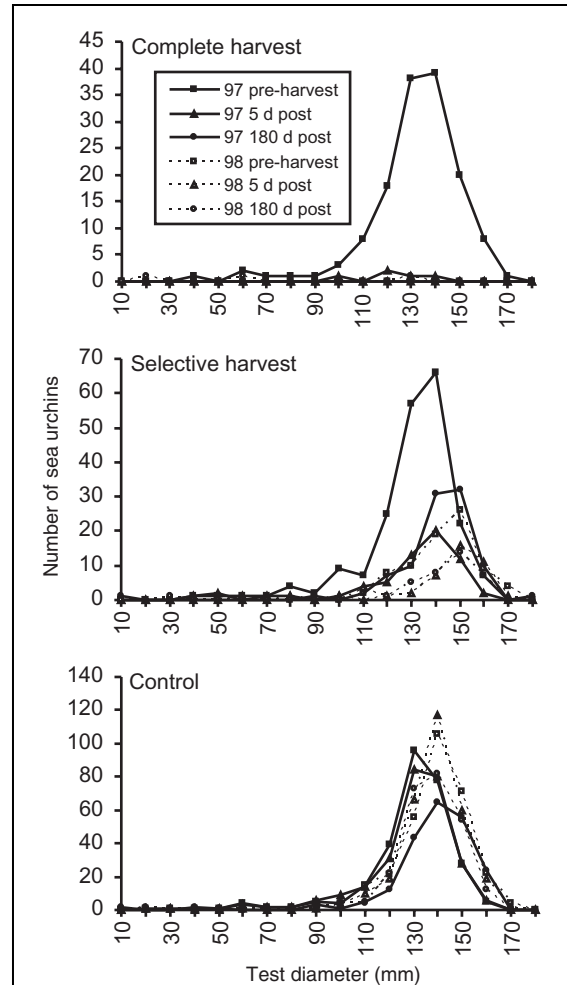 Complete harvest
45
40
35
30
25
20
15
10
5
0
97 pre-harvest
97 5 d post
97 180 d post
98 pre-harvest
98 5 d post
98 180 d post
10 30 50 70 90 110 130 150 170
Selective harvest
Number of sea urchins
70
60
50
40
30
20
10
0
10 30 50 70 90 110 130 150 170
Control
140
120
100
80
60
40
20
0
10 30 50 70 90 110 130 150 170
Test diameter (mm)